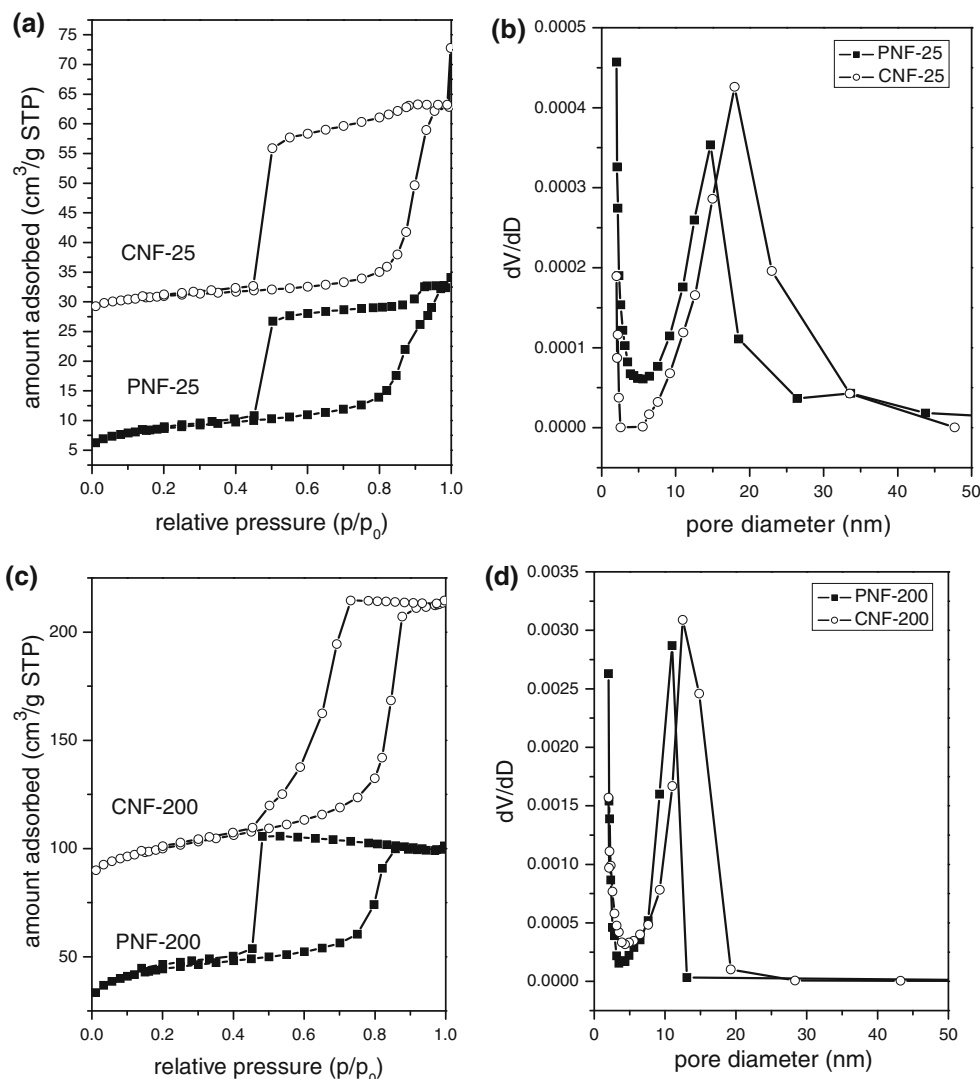 (a)
75
70
65
60
55
50
45
40
35
30
25
20
15
10
5
amount adsorbed (cm³/g STP)
CNF-25
PNF-25
0.0 0.2 0.4 0.6 0.8 1.0
relative pressure (p/p₀)
(b)
0.0005
0.0004
0.0003
0.0002
0.0001
0.0000
dV/dD
PNF-25
CNF-25
0 10 20 30 40 50
pore diameter (nm)
(c)
200
150
100
50
amount adsorbed (cm³/g STP)
CNF-200
PNF-200
0.0 0.2 0.4 0.6 0.8 1.0
relative pressure (p/p₀)
(d)
0.0035
0.0030
0.0025
0.0020
0.0015
0.0010
0.0005
0.0000
dV/dD
PNF-200
CNF-200
0 10 20 30 40 50
pore diameter (nm)